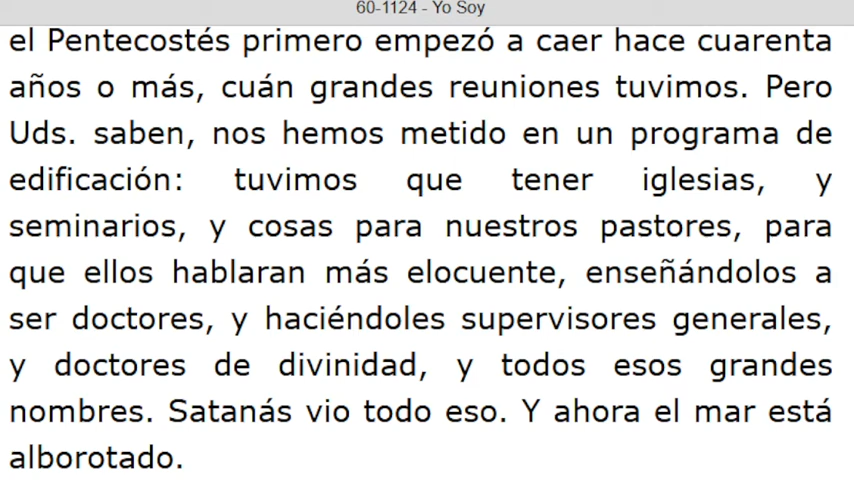 60-1124 - Yo Soy
el Pentecostés primero empezó a caer hace cuarenta
años o más, cuán grandes reuniones tuvimos. Pero
Uds. saben, nos hemos metido en un programa de
edificación: tuvimos que tener iglesias, y
seminarios, y cosas para nuestros pastores, para
que ellos hablaran más elocuente, enseñándolos a
ser doctores, y haciéndoles supervisores generales,
y doctores de divinidad, y todos esos grandes
nombres. Satanás vio todo eso. Y ahora el mar está
alborotado.